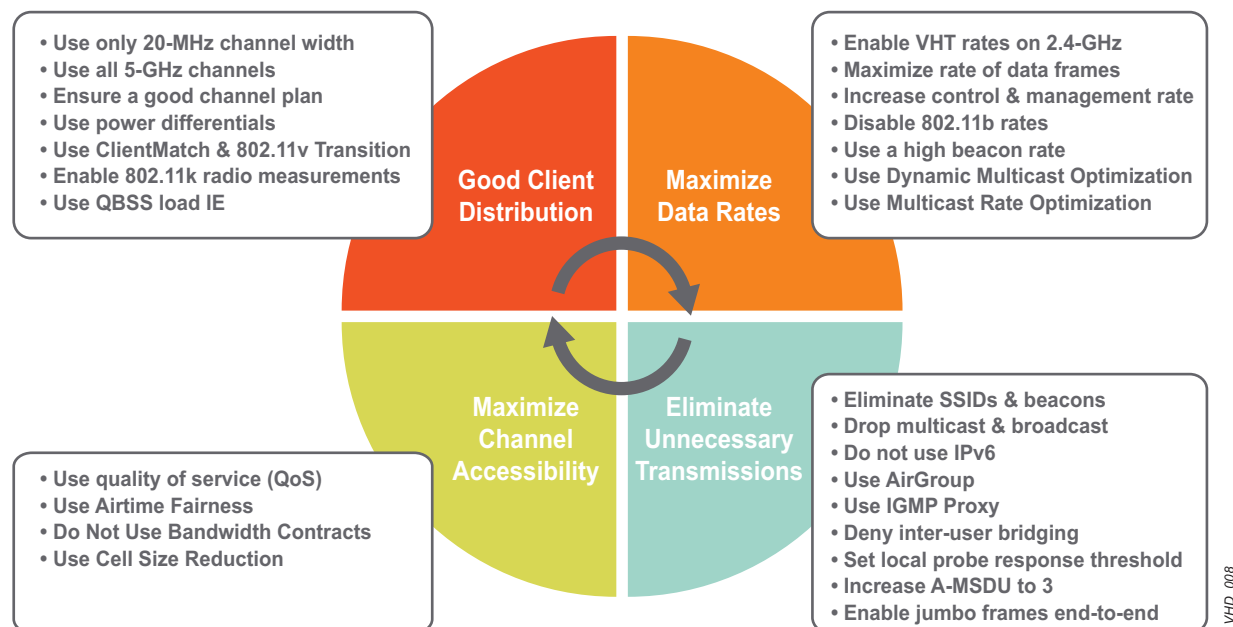 • Use only 20-MHz channel width
• Use all 5-GHz channels
• Ensure a good channel plan
• Use power differentials
• Use ClientMatch & 802.11v Transition
• Enable 802.11k radio measurements
• Use QBSS load IE
• Enable VHT rates on 2.4-GHz
• Maximize rate of data frames
• Increase control & management rate
• Disable 802.11b rates
• Use a high beacon rate
• Use Dynamic Multicast Optimization
• Use Multicast Rate Optimization
Good Client
Distribution
Maximize
Data Rates
Maximize
Channel
Accessibility
Eliminate
Unnecessary
Transmissions
• Use quality of service (QoS)
• Use Airtime Fairness
• Do Not Use Bandwidth Contracts
• Use Cell Size Reduction
• Eliminate SSIDs & beacons
• Drop multicast & broadcast
• Do not use IPv6
• Use AirGroup
• Use IGMP Proxy
• Deny inter-user bridging
• Set local probe response threshold
• Increase A-MSDU to 3
• Enable jumbo frames end-to-end
VHD_008